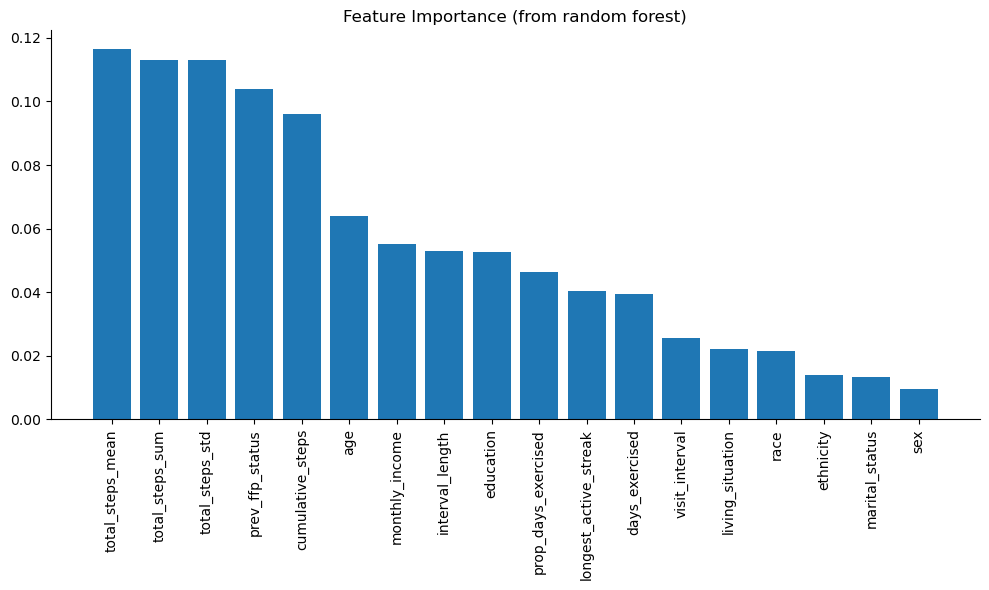 Feature Importance (from random forest)
0.12
0.10
0.08
0.06
0.04
0.02
0.00
total_steps_mean
total_steps_sum
total_steps_std
prev_ffp_status
cumulative_steps
age
monthly_income
interval_length
education
prop_days_exercised
longest_active_streak
days_exercised
visit_interval
living_situation
race
ethnicity
marital_status
sex